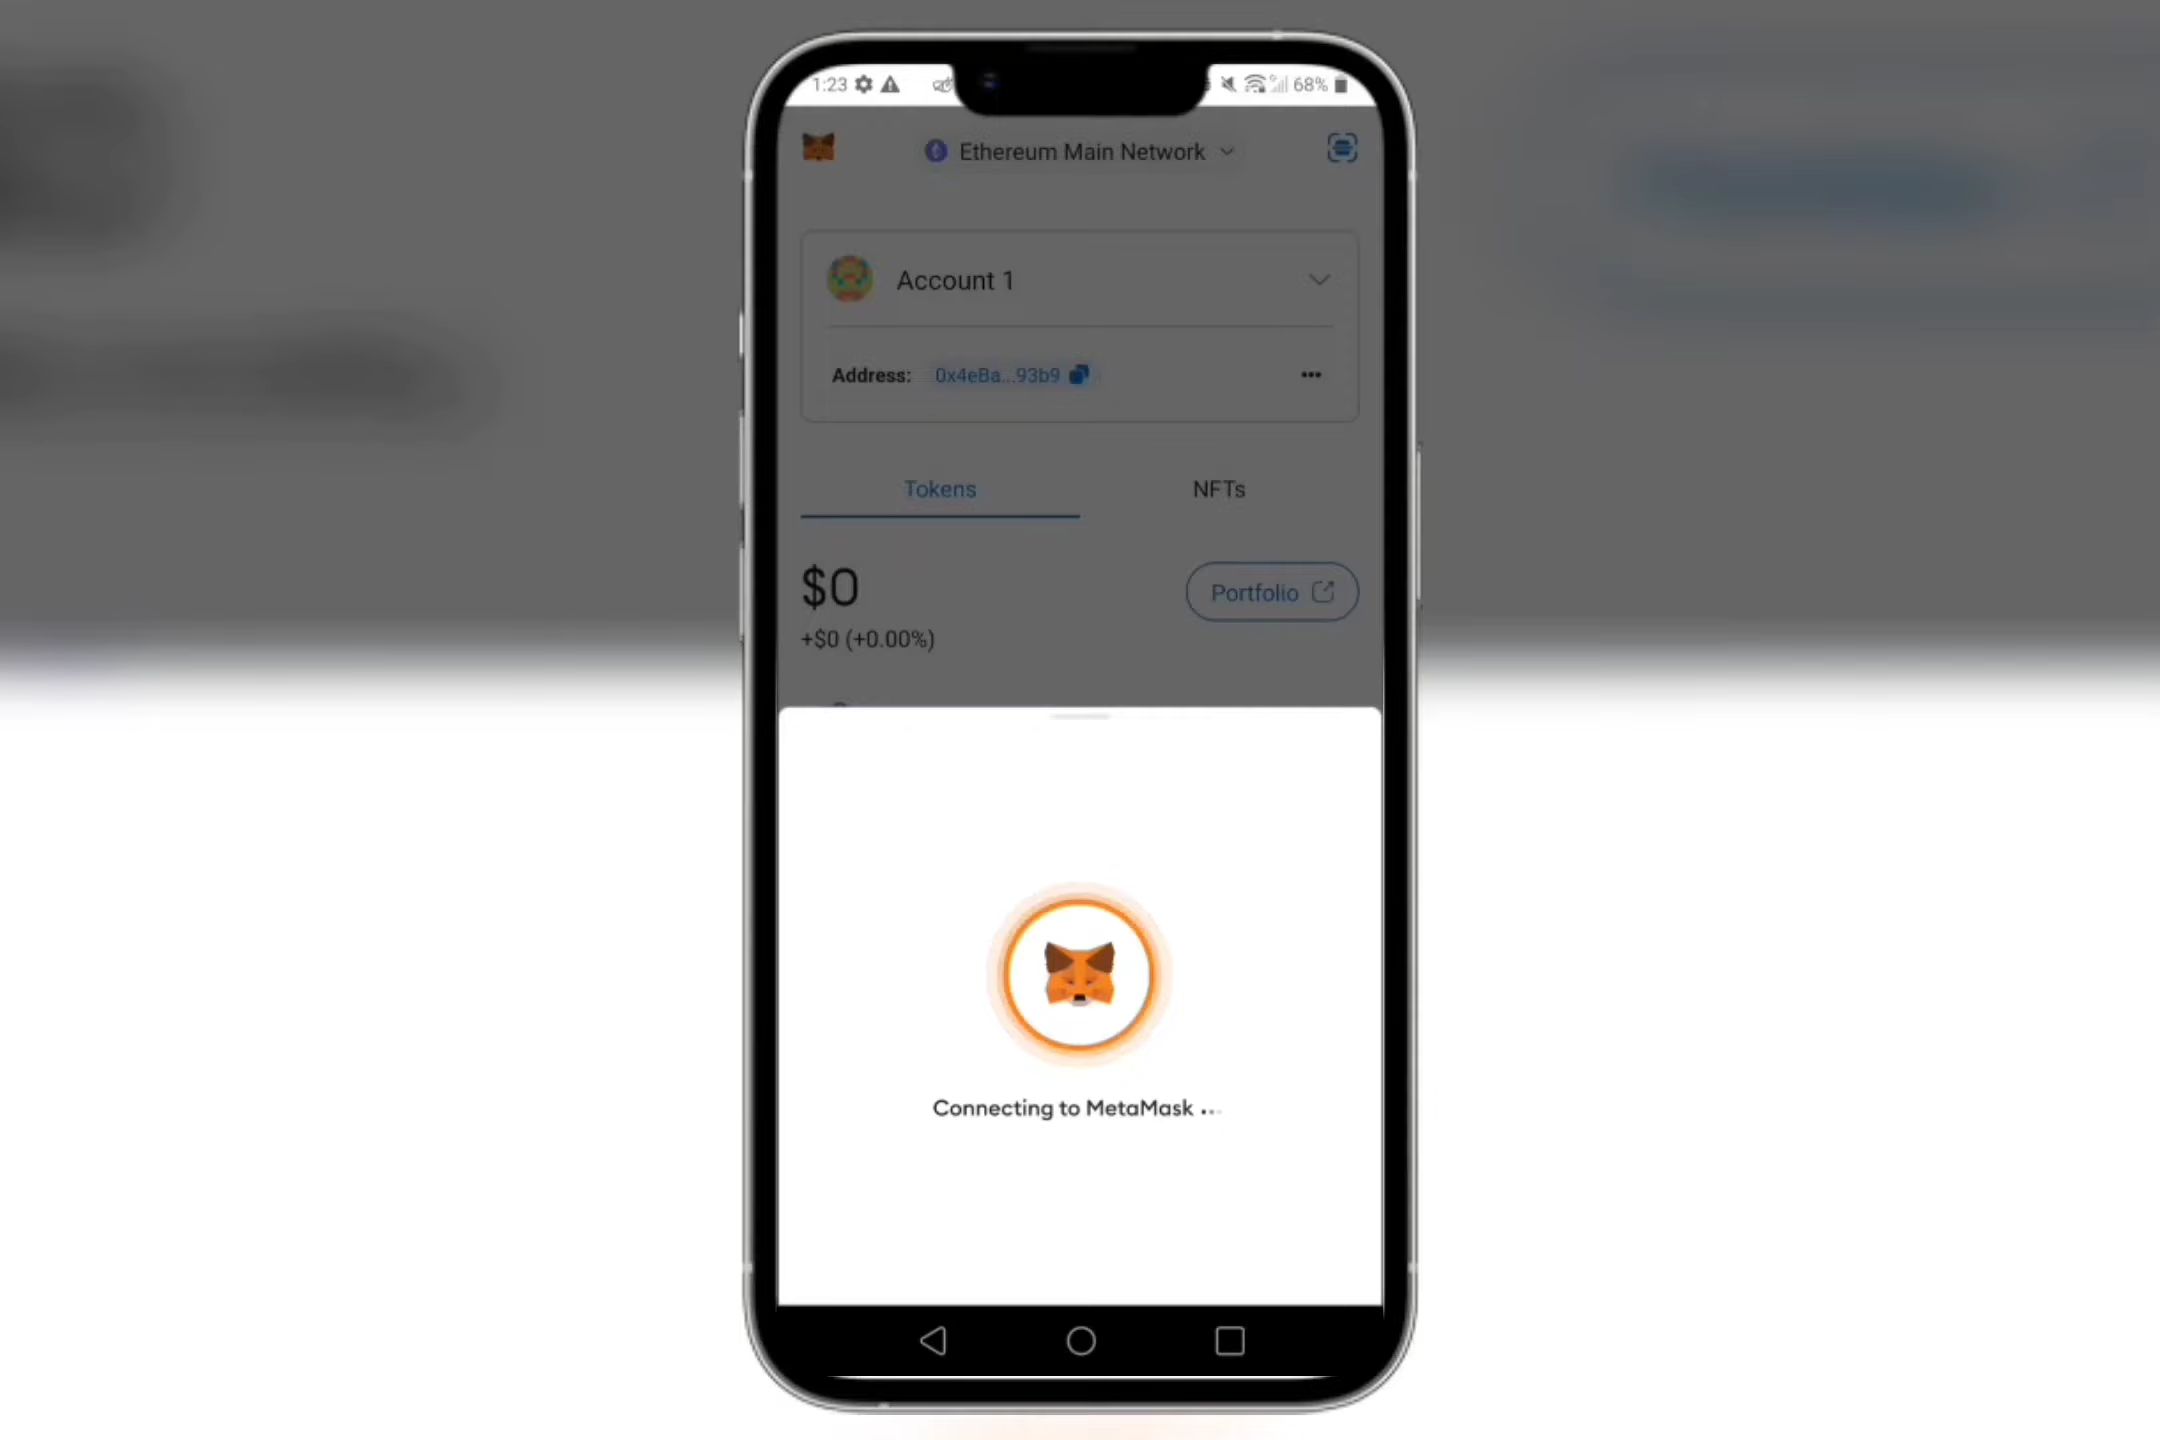 1:23 68%
Ethereum Main Network
Account 1
Address: 0x4eBa...93b9
Tokens NFTs
$0
Portfolio
+$0 (+0.00%)
Connecting to MetaMask ...